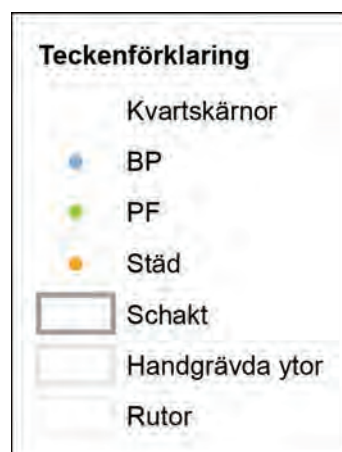 Teckenförklaring
Kvartskärnor
BP
PF
Städ
Schakt
Handgrävda ytor
Rutor